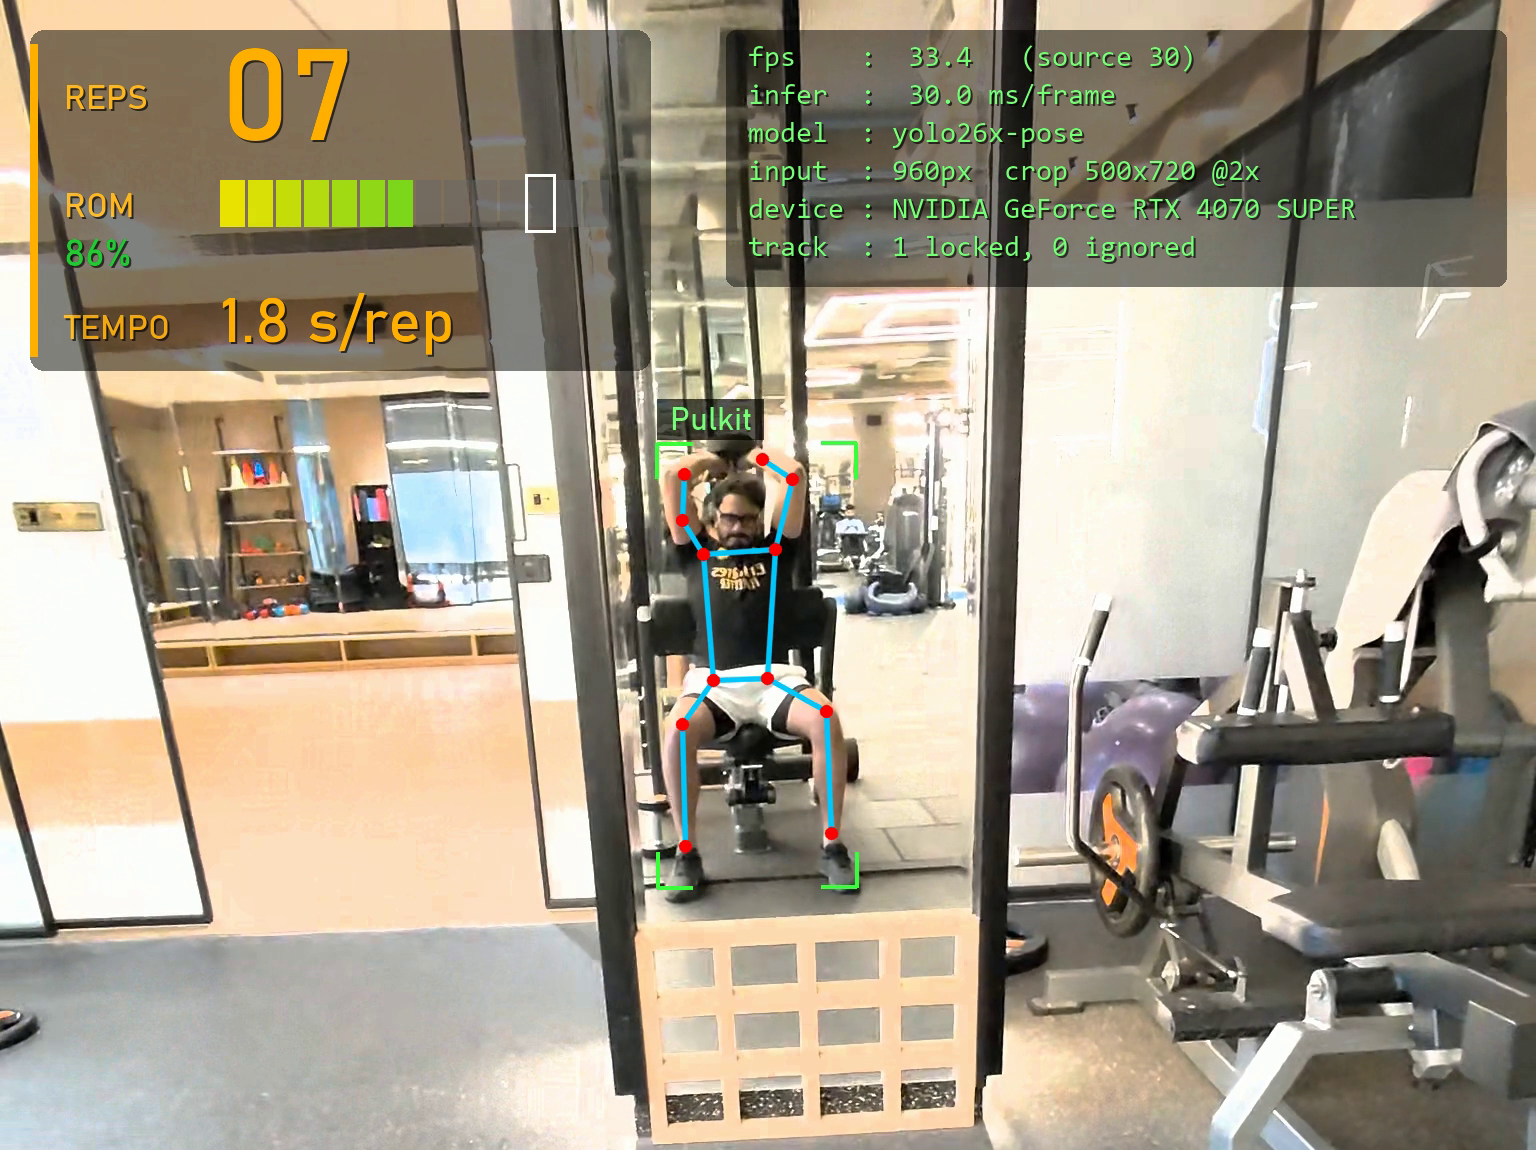 REPS 07
ROM
86%
TEMPO 1.8 s/rep
fps : 33.4 (source 30)
infer : 30.0 ms/frame
model : yolo26x-pose
input : 960px crop 500x720 @2x
device : NVIDIA GeForce RTX 4070 SUPER
track : 1 locked, 0 ignored
Pulkit